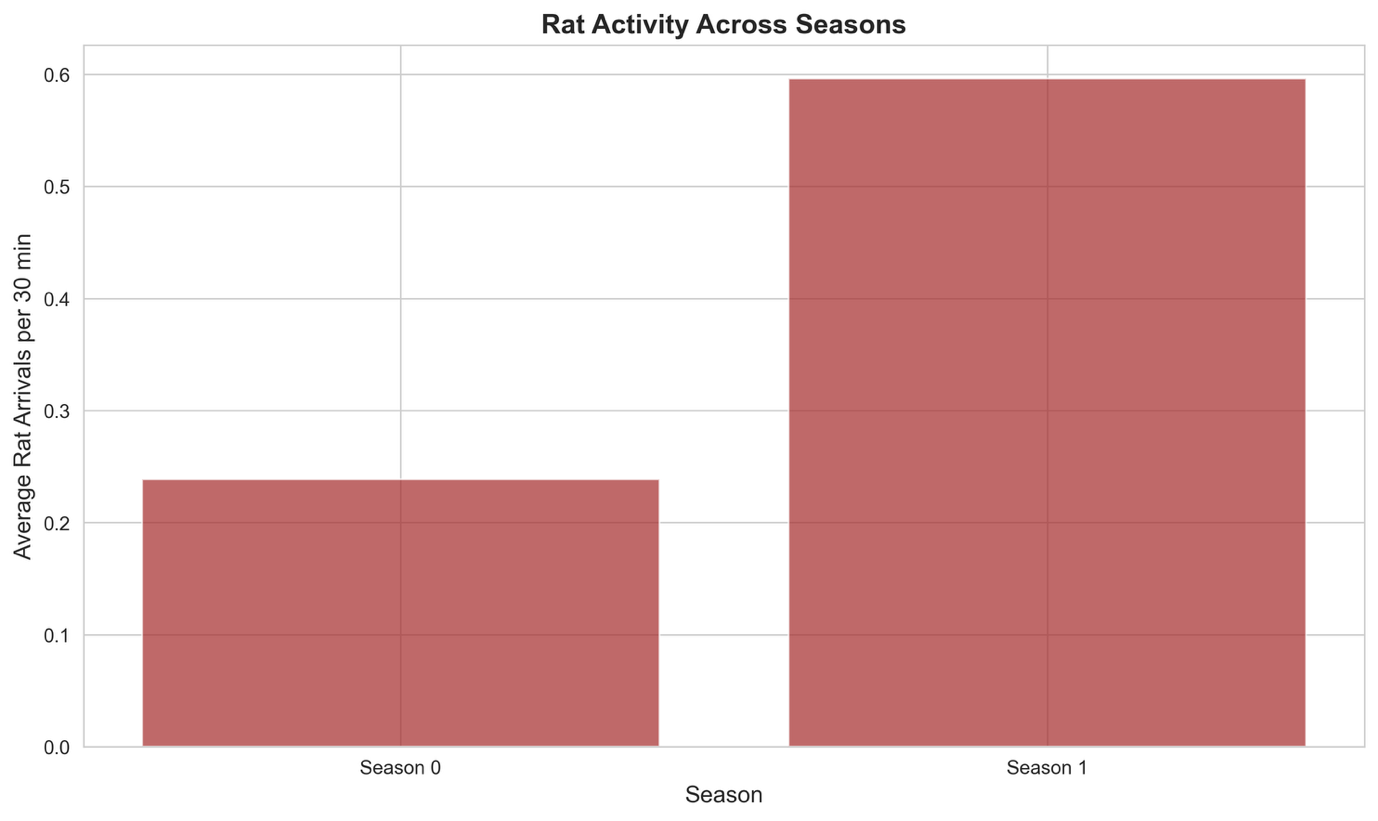 Rat Activity Across Seasons
Average Rat Arrivals per 30 min
0.6
0.5
0.4
0.3
0.2
0.1
0.0
Season 0
Season 1
Season